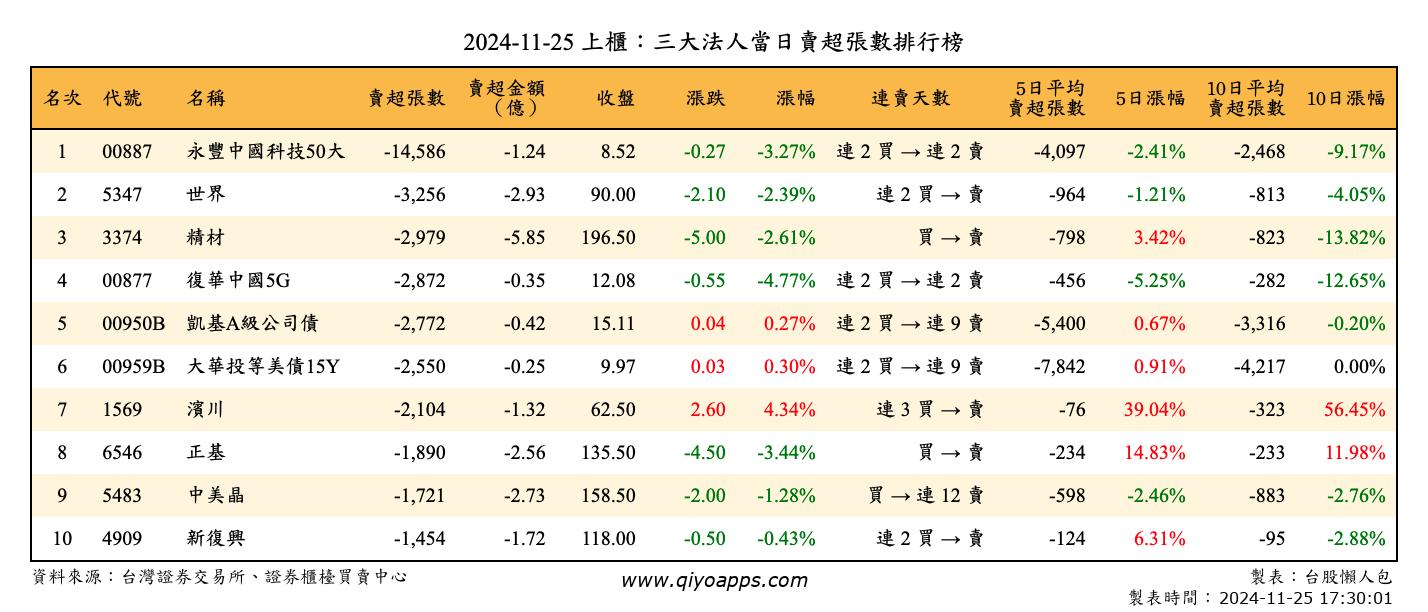 2024-11-25 上櫃：三大法人當日賣超張數排行榜
名次 代號 名稱 賣超張數 賣超金額（億） 收盤 漲跌 漲幅 連賣天數 5日平均賣超張數 5日漲幅 10日平均賣超張數 10日漲幅
1 00887 永豐中國科技50大 -14,586 -1.24 8.52 -0.27 -3.27% 連 2 買 → 連 2 賣 -4,097 -2.41% -2,468 -9.17%
2 5347 世界 -3,256 -2.93 90.00 -2.10 -2.39% 連 2 買 → 賣 -964 -1.21% -813 -4.05%
3 3374 精材 -2,979 -5.85 196.50 -5.00 -2.61% 買 → 賣 -798 3.42% -823 -13.82%
4 00877 復華中國5G -2,872 -0.35 12.08 -0.55 -4.77% 連 2 買 → 連 2 賣 -456 -5.25% -282 -12.65%
5 00950B 凱基A級公司債 -2,772 -0.42 15.11 0.04 0.27% 連 2 買 → 連 9 賣 -5,400 0.67% -3,316 -0.20%
6 00959B 大華投等美債15Y -2,550 -0.25 9.97 0.03 0.30% 連 2 買 → 連 9 賣 -7,842 0.91% -4,217 0.00%
7 1569 濱川 -2,104 -1.32 62.50 2.60 4.34% 連 3 買 → 賣 -76 39.04% -323 56.45%
8 6546 正基 -1,890 -2.56 135.50 -4.50 -3.44% 買 → 賣 -234 14.83% -233 11.98%
9 5483 中美晶 -1,721 -2.73 158.50 -2.00 -1.28% 買 → 連 12 賣 -598 -2.46% -883 -2.76%
10 4909 新復興 -1,454 -1.72 118.00 -0.50 -0.43% 連 2 買 → 賣 -124 6.31% -95 -2.88%
資料來源：台灣證券交易所、證券櫃檯買賣中心 www.qiyoapps.com 製表：台股懶人包
製表時間：2024-11-25 17:30:01